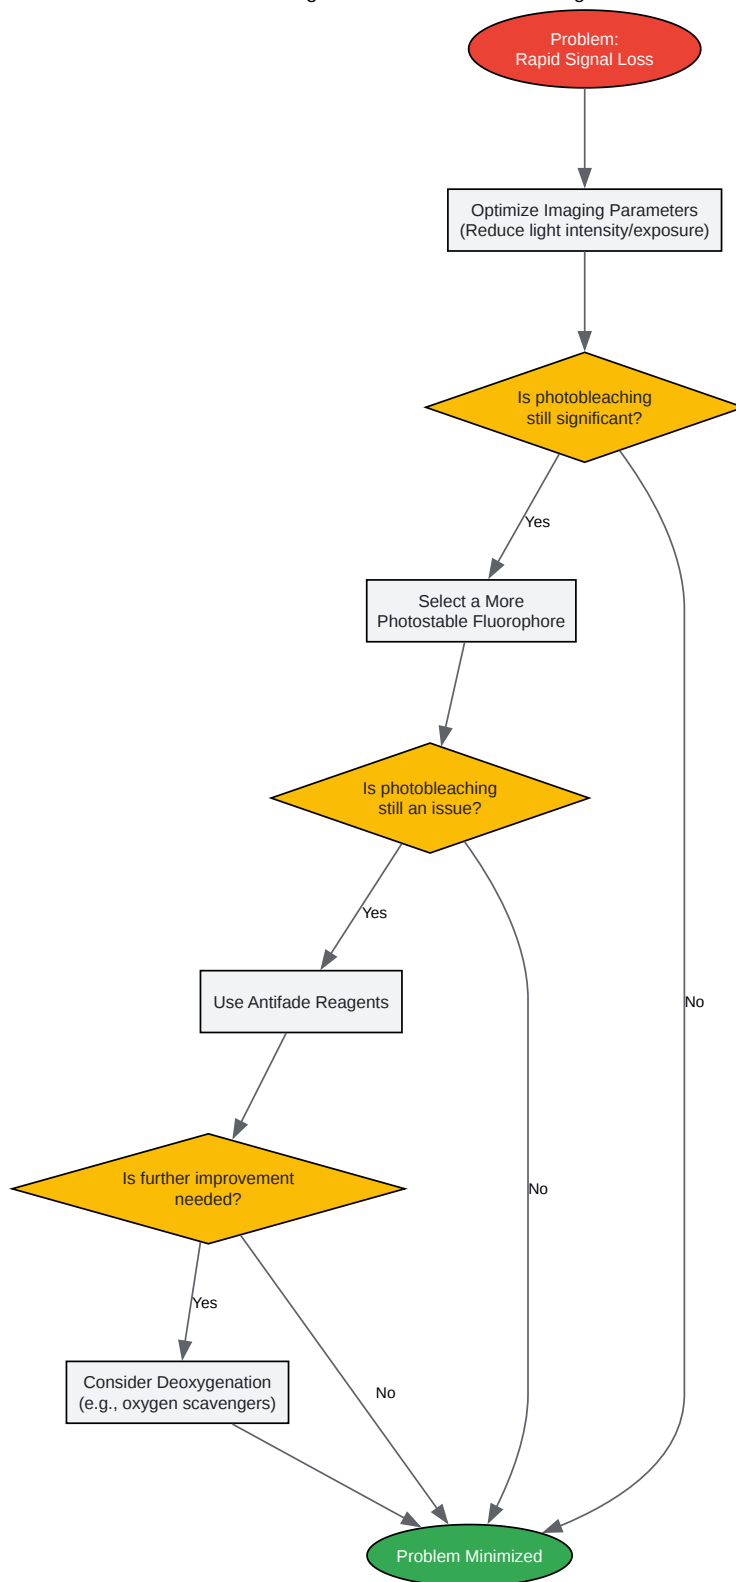 Problem:
Rapid Signal Loss
Optimize Imaging Parameters
(Reduce light intensity/exposure)
Is photobleaching
still significant?
Yes
Select a More
Photostable Fluorophore
Is photobleaching
still an issue?
Yes
Use Antifade Reagents
No
Is further improvement
needed?
No
Yes
Consider Deoxygenation
(e.g., oxygen scavengers)
No
Problem Minimized